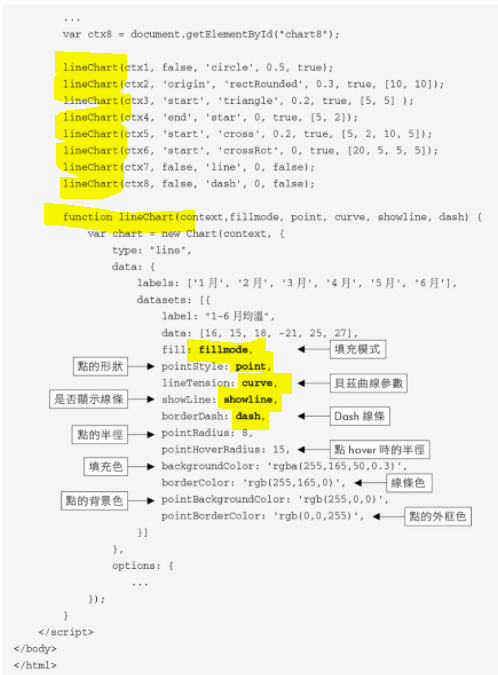 ...
var ctx8 = document.getElementById("chart8");
lineChart(ctx1, false, 'circle', 0.5, true);
lineChart(ctx2, 'origin', 'rectRounded', 0.3, true, [10, 10]);
lineChart(ctx3, 'start', 'triangle', 0.2, true, [5, 5] );
lineChart(ctx4, 'end', 'star', 0, true, [5, 2]);
lineChart(ctx5, 'start', 'cross', 0.2, true, [5, 2, 10, 5]);
lineChart(ctx6, 'start', 'crossRot', 0, true, [20, 5, 5, 5]);
lineChart(ctx7, false, 'line', 0, false);
lineChart(ctx8, false, 'dash', 0, false);
function lineChart(context,fillmode, point, curve, showline, dash) {
var chart = new Chart(context, {
type: "line",
data: {
labels: ['1月', '2月', '3月', '4月', '5月', '6月'],
datasets: [{
label: "1-6月均溫",
data: [16, 15, 18, -21, 25, 27],
fill: fillmode, 填充模式
點的形狀 pointStyle: point,
lineTension: curve, 貝茲曲線參數
是否顯示線條 showLine: showline,
borderDash: dash, Dash 線條
點的半徑 pointRadius: 8,
pointHoverRadius: 15, 點 hover 時的半徑
填充色 backgroundColor: 'rgba(255,165,50,0.3)',
borderColor: 'rgb(255,165,0)', 線條色
點的背景色 pointBackgroundColor: 'rgb(255,0,0)',
pointBorderColor: 'rgb(0,0,255)', 點的外框色
}]
},
options: {
...
});
}
</script>
</body>
</html>